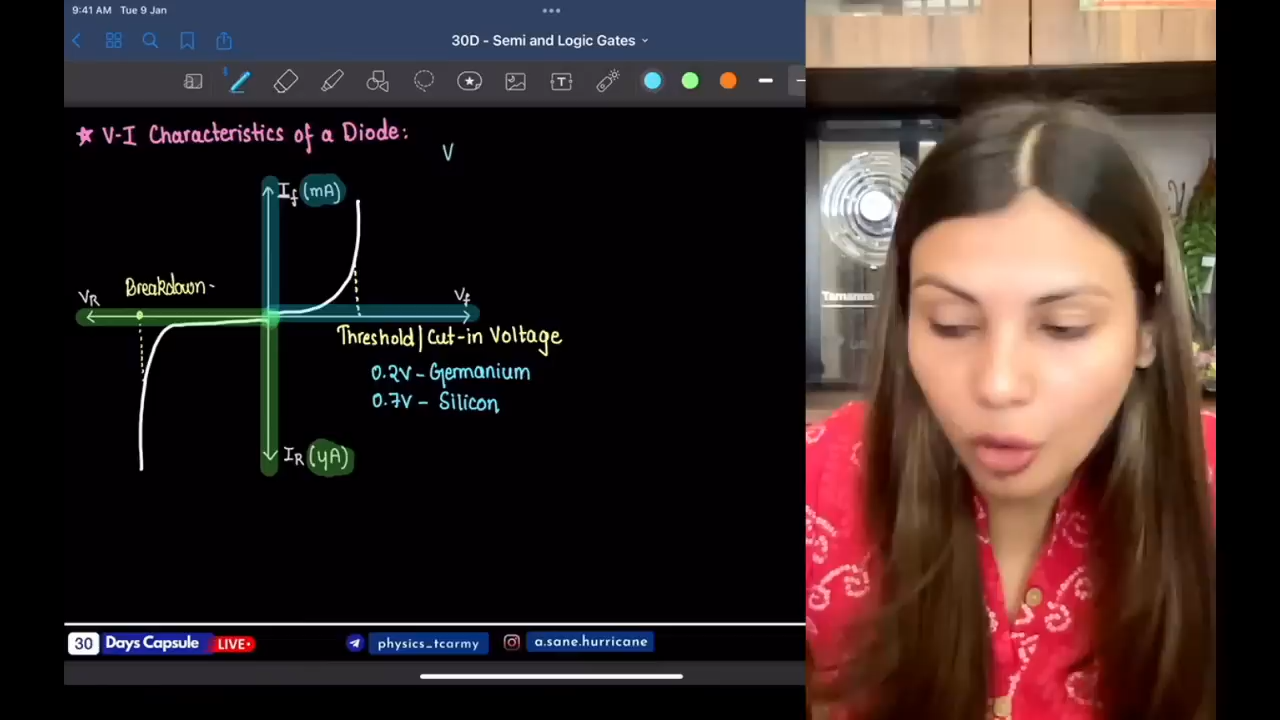 9:41 AM Tue 9 Jan
30D - Semi and Logic Gates
★ V-I Characteristics of a Diode:
V
If (mA)
Breakdown-
VR
Vf
Threshold/Cut-in Voltage
0.2V - Germanium
0.7V - Silicon
IR (μA)
30 Days Capsule LIVE
physics_tcarmy
a.sane.hurricane